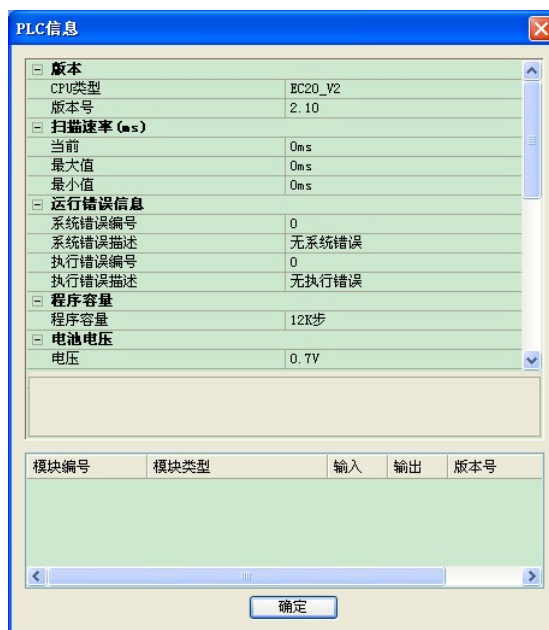 PLC信息
版本
CPU类型 EC20_V2
版本号 2.10
扫描速率(ms)
当前 0ms
最大值 0ms
最小值 0ms
运行错误信息
系统错误编号 0
系统错误描述 无系统错误
执行错误编号 0
执行错误描述 无执行错误
程序容量
程序容量 12K步
电池电压
电压 0.7V
模块编号 模块类型 输入 输出 版本号
确定